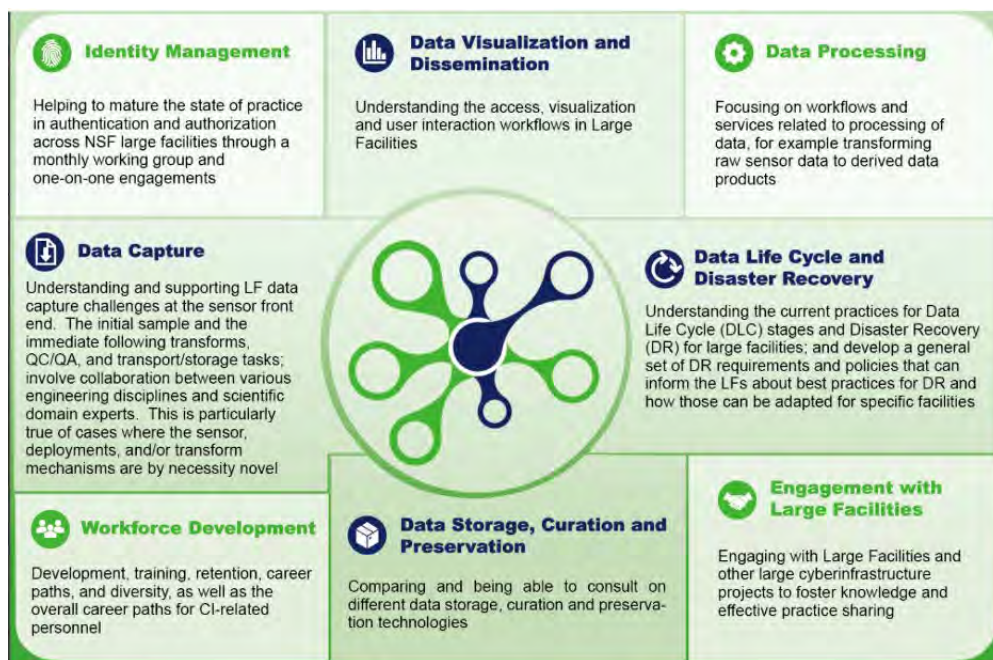 Identity Management
Helping to mature the state of practice
in authentication and authorization
across NSF large facilities through a
monthly working group and
one-on-one engagements
Data Visualization and
Dissemination
Understanding the access, visualization
and user interaction workflows in Large
Facilities
Data Processing
Focusing on workflows and
services related to processing of
data, for example transforming
raw sensor data to derived data
products
Data Capture
Understanding and supporting LF data
capture challenges at the sensor front
end. The initial sample and the
immediate following transforms,
QC/QA, and transport/storage tasks;
involve collaboration between various
engineering disciplines and scientific
domain experts. This is particularly
true of cases where the sensor,
deployments, and/or transform
mechanisms are by necessity novel
Data Life Cycle and
Disaster Recovery
Understanding the current practices for Data
Life Cycle (DLC) stages and Disaster Recovery
(DR) for large facilities; and develop a general
set of DR requirements and policies that can
inform the LFs about best practices for DR and
how those can be adapted for specific facilities
Workforce Development
Development, training, retention, career
paths, and diversity, as well as the
overall career paths for CI-related
personnel
Data Storage, Curation and
Preservation
Comparing and being able to consult on
different data storage, curation and preserva-
tion technologies
Engagement with
Large Facilities
Engaging with Large Facilities and
other large cyberinfrastructure
projects to foster knowledge and
effective practice sharing